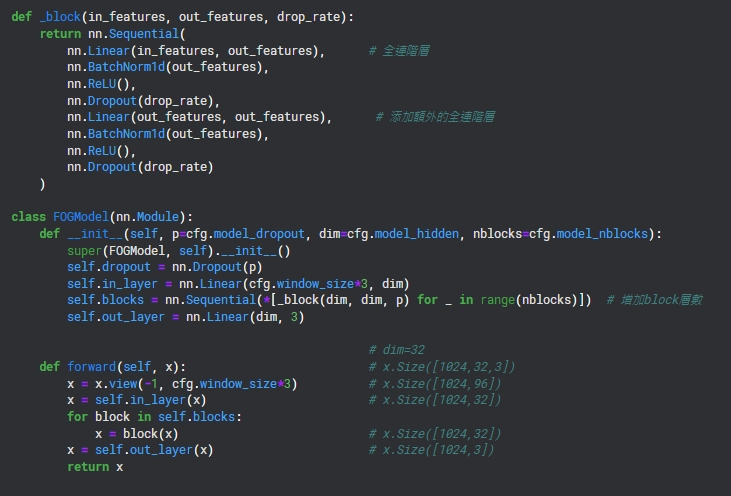 def _block(in_features, out_features, drop_rate):
    return nn.Sequential(
        nn.Linear(in_features, out_features),      # 全連階層
        nn.BatchNorm1d(out_features),
        nn.ReLU(),
        nn.Dropout(drop_rate),
        nn.Linear(out_features, out_features),      # 添加額外的全連階層
        nn.BatchNorm1d(out_features),
        nn.ReLU(),
        nn.Dropout(drop_rate)
    )
class FOGModel(nn.Module):
    def __init__(self, p=cfg.model_dropout, dim=cfg.model_hidden, nblocks=cfg.model_nblocks):
        super(FOGModel, self).__init__()
        self.dropout = nn.Dropout(p)
        self.in_layer = nn.Linear(cfg.window_size*3, dim)
        self.blocks = nn.Sequential(*[_block(dim, dim, p) for _ in range(nblocks)])  # 增加block層數
        self.out_layer = nn.Linear(dim, 3)
                                                   # dim=32
    def forward(self, x):                          # x.Size([1024,32,3])
        x = x.view(-1, cfg.window_size*3)          # x.Size([1024,96])
        x = self.in_layer(x)                       # x.Size([1024,32])
        for block in self.blocks:
            x = block(x)                           # x.Size([1024,32])
        x = self.out_layer(x)                      # x.Size([1024,3])
        return x